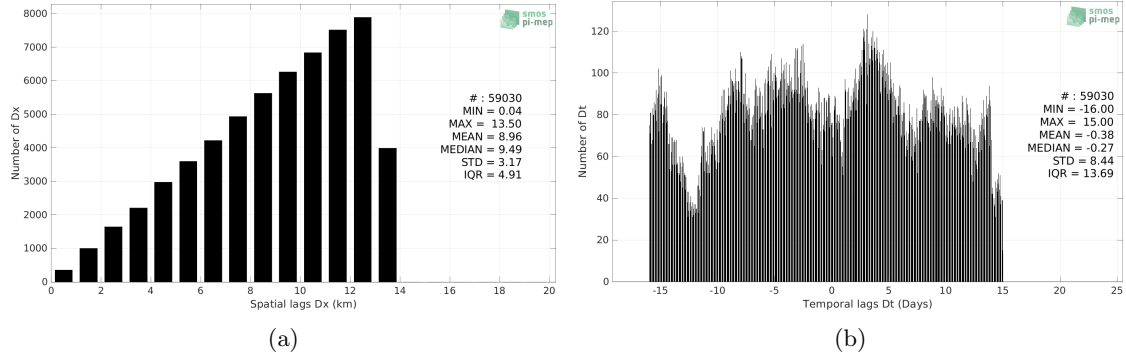 8000
7000
6000
5000
4000
3000
2000
1000
0
Number of Dx
smos
pi-mep
# : 59030
MIN = 0.04
MAX = 13.50
MEAN = 8.96
MEDIAN = 9.49
STD = 3.17
IQR = 4.91
0 2 4 6 8 10 12 14 16 18 20
Spatial lags Dx (km)
(a)
120
100
80
60
40
20
0
Number of Dt
smos
pi-mep
# : 59030
MIN = -16.00
MAX = 15.00
MEAN = -0.38
MEDIAN = -0.27
STD = 8.44
IQR = 13.69
-15 -10 -5 0 5 10 15 20 25
Temporal lags Dt (Days)
(b)